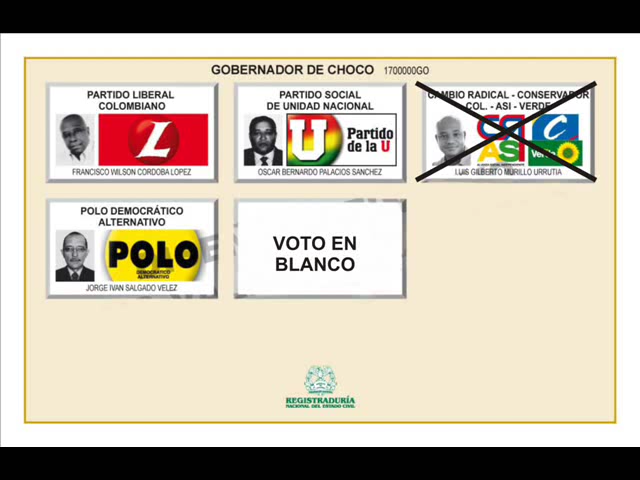 GOBERNADOR DE CHOCO 1700000GO
PARTIDO LIBERAL
COLOMBIANO
L
FRANCISCO WILSON CORDOBA LOPEZ
PARTIDO SOCIAL
DE UNIDAD NACIONAL
U
Partido
de la U
OSCAR BERNARDO PALACIOS SANCHEZ
CAMBIO RADICAL - CONSERVADOR
COL. - ASI - VERDE
C
ASI
Verde
LUIS GILBERTO MURILLO URRUTIA
POLO DEMOCRÁTICO
ALTERNATIVO
POLO
DEMOCRÁTICO
ALTERNATIVO
JORGE IVAN SALGADO VELEZ
VOTO EN
BLANCO
REGISTRADURÍA
NACIONAL DEL ESTADO CIVIL